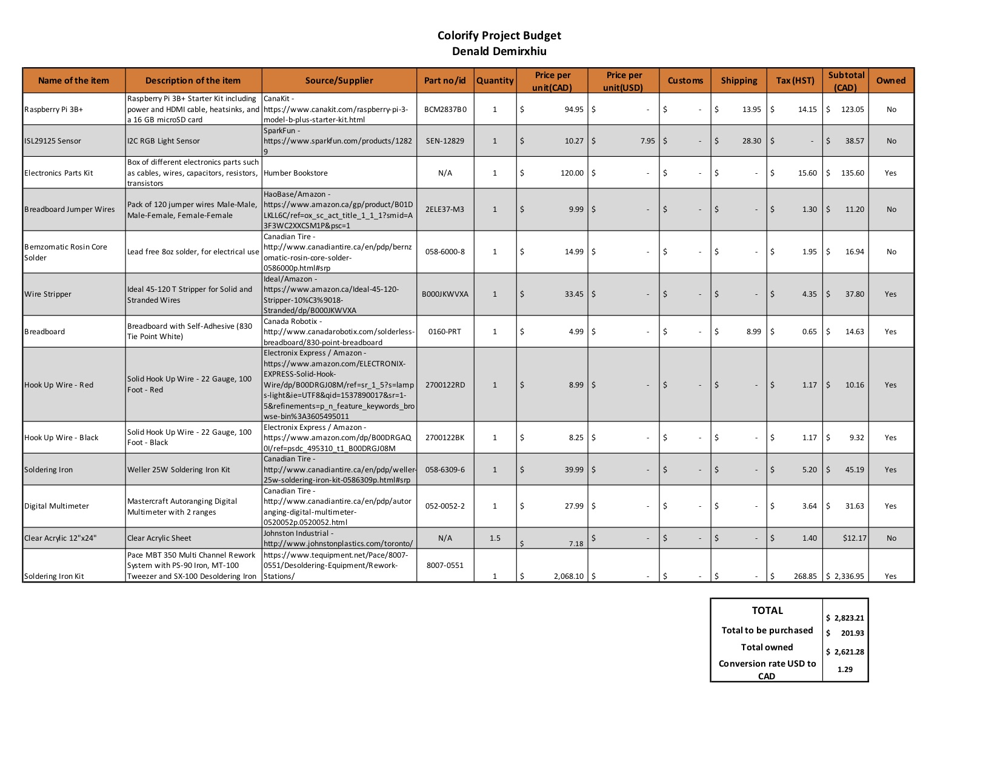 Colorify Project Budget
Denald Demirxhiu
Name of the item Description of the item Source/Supplier Part no/id Quantity Price per unit(CAD) Price per unit(USD) Customs Shipping Tax (HST) Subtotal (CAD) Owned
Raspberry Pi 3B+
Raspberry Pi 3B+ Starter Kit including
power and HDMI cable, heatsinks, and
a 16 GB microSD card
CanaKit -
https://www.canakit.com/raspberry-pi-3-
model-b-plus-starter-kit.html
BCM2837B0 1 $ 94.95 $ - $ - $ 13.95 $ 14.15 $ 123.05 No
ISL29125 Sensor
I2C RGB Light Sensor
SparkFun -
https://www.sparkfun.com/products/1282
9
SEN-12829 1 $ 10.27 $ 7.95 $ - $ 28.30 $ - $ 38.57 No
Electronics Parts Kit
Box of different electronics parts such
as cables, wires, capacitors, resistors,
transistors
Humber Bookstore
N/A 1 $ 120.00 $ - $ - $ - $ 15.60 $ 135.60 Yes
Breadboard Jumper Wires
Pack of 120 jumper wires Male-Male,
Male-Female, Female-Female
HaoBase/Amazon -
https://www.amazon.ca/gp/product/B01D
LKLL6C/ref=ox_sc_act_title_1_1_1?smid=A
3F3WC2XXCSM1P&psc=1
2ELE37-M3 1 $ 9.99 $ - $ - $ - $ 1.30 $ 11.20 No
Bernzomatic Rosin Core
Solder
Lead free 8oz solder, for electrical use
Canadian Tire -
http://www.canadiantire.ca/en/pdp/bernz
omatic-rosin-core-solder-
0586000p.html#srp
058-6000-8 1 $ 14.99 $ - $ - $ - $ 1.95 $ 16.94 No
Wire Stripper
Ideal 45-120 T Stripper for Solid and
Stranded Wires
Ideal/Amazon -
https://www.amazon.ca/Ideal-45-120-
Stripper-10%C3%9018-
Stranded/dp/B000JKWVXA
B000JKWVXA 1 $ 33.45 $ - $ - $ - $ 4.35 $ 37.80 Yes
Breadboard
Breadboard with Self-Adhesive (830
Tie Point White)
Canada Robotix -
http://www.canadarobotix.com/solderless-
breadboard/830-point-breadboard
0160-PRT 1 $ 4.99 $ - $ - $ 8.99 $ 0.65 $ 14.63 Yes
Hook Up Wire - Red
Solid Hook Up Wire - 22 Gauge, 100
Foot - Red
Electronix Express / Amazon -
https://www.amazon.com/ELECTRONIX-
EXPRESS-Solid-Hook-
Wire/dp/B00DRGJ08M/ref=sr_1_5?s=lamp
s-light&ie=UTF8&qid=1537890017&sr=1-
5&refinements=p_n_feature_keywords_bro
wse-bin%3A3605495011
2700122RD 1 $ 8.99 $ - $ - $ - $ 1.17 $ 10.16 Yes
Hook Up Wire - Black
Solid Hook Up Wire - 22 Gauge, 100
Foot - Black
Electronix Express / Amazon -
https://www.amazon.com/dp/B00DRGAQ
0I/ref=psdc_495310_t1_B00DRGJ08M
2700122BK 1 $ 8.25 $ - $ - $ - $ 1.17 $ 9.32 Yes
Soldering Iron
Weller 25W Soldering Iron Kit
Canadian Tire -
http://www.canadiantire.ca/en/pdp/weller-
25w-soldering-iron-kit-0586309p.html#srp
058-6309-6 1 $ 39.99 $ - $ - $ - $ 5.20 $ 45.19 Yes
Digital Multimeter
Mastercraft Autoranging Digital
Multimeter with 2 ranges
Canadian Tire -
http://www.canadiantire.ca/en/pdp/autor
anging-digital-multimeter-
0520052p.0520052.html
052-0052-2 1 $ 27.99 $ - $ - $ - $ 3.64 $ 31.63 Yes
Clear Acrylic 12"x24"
Clear Acrylic Sheet
Johnston Industrial -
http://www.johnstonplastics.com/toronto/
N/A 1.5 $ 7.18 $ - $ - $ - $ 1.40 $12.17 No
Soldering Iron Kit
Pace MBT 350 Multi Channel Rework
System with PS-90 Iron, MT-100
Tweezer and SX-100 Desoldering Iron
https://www.tequipment.net/Pace/8007-
0551/Desoldering-Equipment/Rework-
Stations/
8007-0551 1 $ 2,068.10 $ - $ - $ - $ 268.85 $ 2,336.95 Yes
TOTAL $ 2,823.21
Total to be purchased $ 201.93
Total owned $ 2,621.28
Conversion rate USD to
CAD 1.29